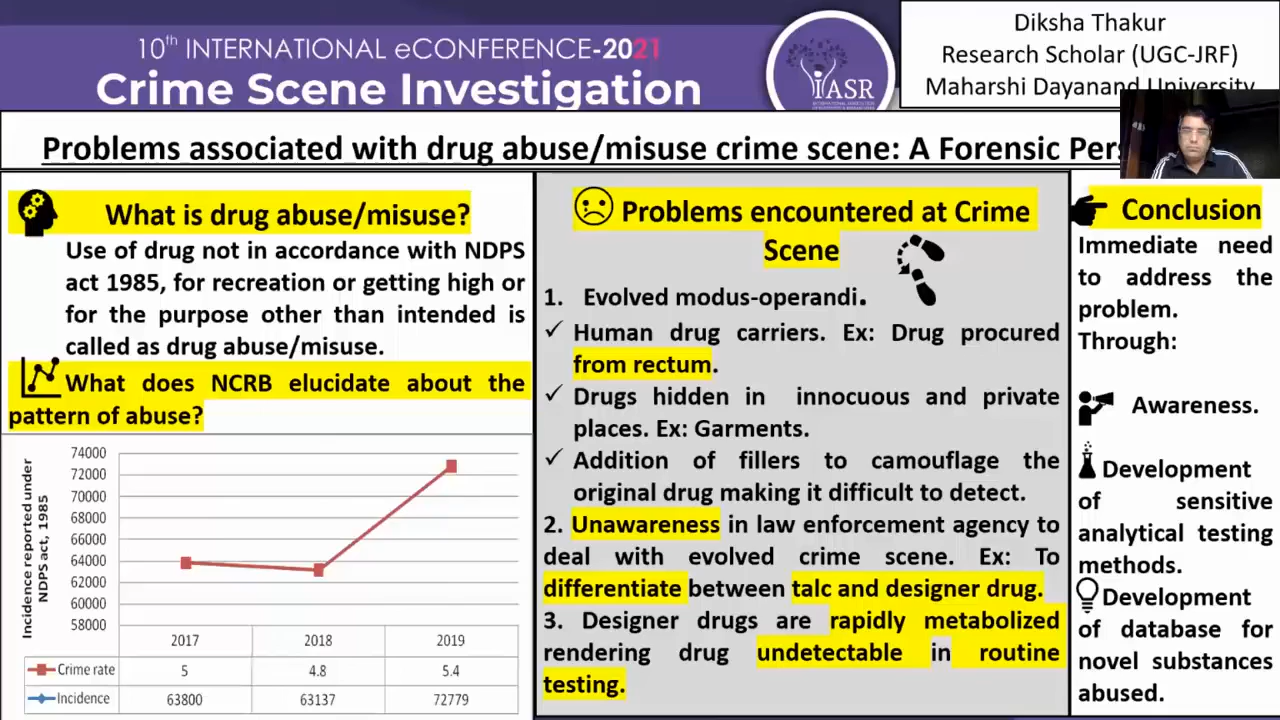 10th INTERNATIONAL eCONFERENCE-2021
Crime Scene Investigation
iASR
Diksha Thakur
Research Scholar (UGC-JRF)
Maharshi Dayanand University
Problems associated with drug abuse/misuse crime scene: A Forensic
What is drug abuse/misuse?
Use of drug not in accordance with NDPS
act 1985, for recreation or getting high or
for the purpose other than intended is
called as drug abuse/misuse.
What does NCRB elucidate about the
pattern of abuse?
Incidence reported under
NDPS act, 1985
74000
72000
70000
68000
66000
64000
62000
60000
58000
2017 2018 2019
Crime rate 5 4.8 5.4
Incidence 63800 63137 72779
Problems encountered at Crime
Scene
1. Evolved modus-operandi.
✓ Human drug carriers. Ex: Drug procured
from rectum.
✓ Drugs hidden in innocuous and private
places. Ex: Garments.
✓ Addition of fillers to camouflage the
original drug making it difficult to detect.
2. Unawareness in law enforcement agency to
deal with evolved crime scene. Ex: To
differentiate between talc and designer drug.
3. Designer drugs are rapidly metabolized
rendering drug undetectable in routine
testing.
Conclusion
Immediate need
to address the
problem.
Through:
Awareness.
Development
of sensitive
analytical testing
methods.
Development
of database for
novel substances
abused.